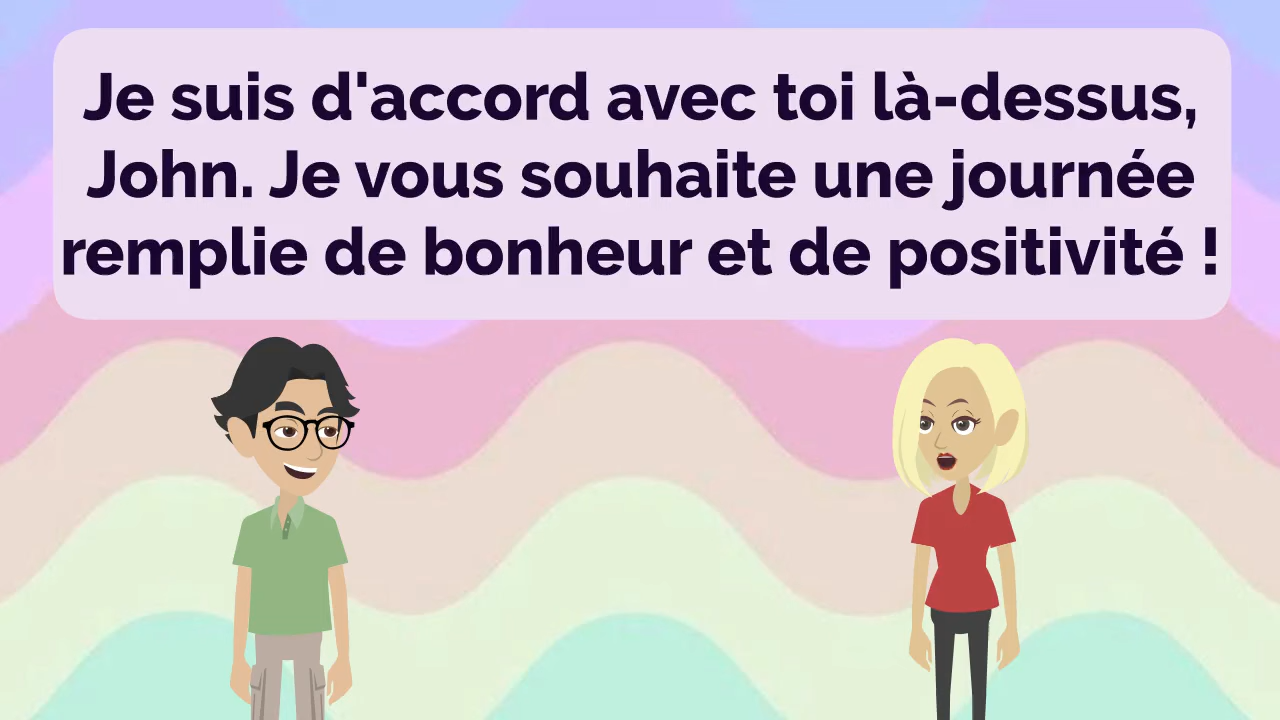 Je suis d'accord avec toi là-dessus,
John. Je vous souhaite une journée
remplie de bonheur et de positivité !